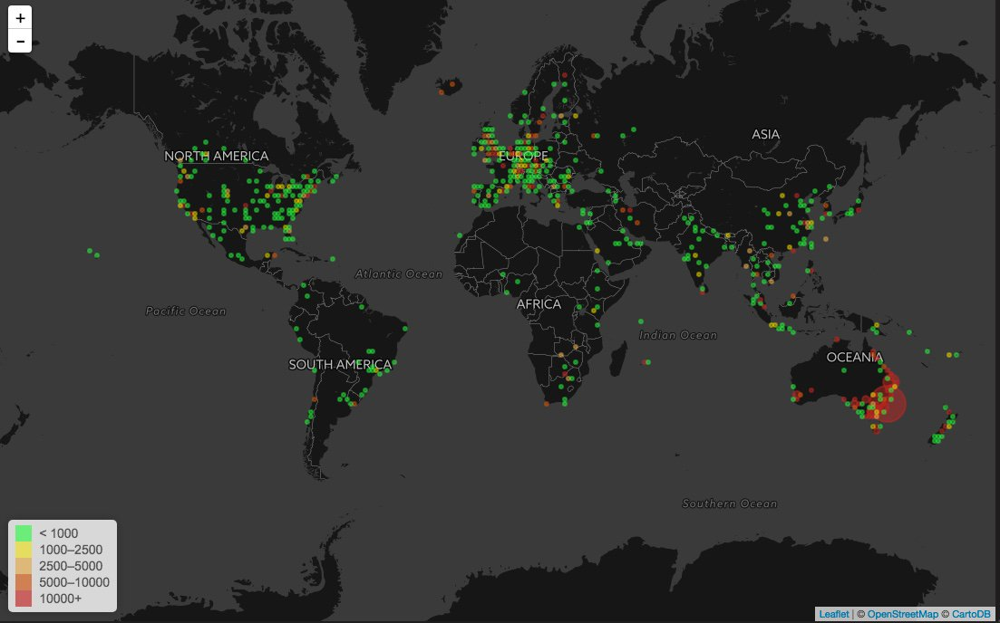 +
−
ASIA
NORTH AMERICA
EUROPE
Atlantic Ocean
AFRICA
Pacific Ocean
Indian Ocean
SOUTH AMERICA
OCEANIA
Southern Ocean
< 1000
1000–2500
2500–5000
5000–10000
10000+
Leaflet | © OpenStreetMap © CartoDB